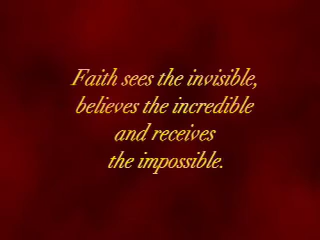 Faith sees the invisible,
believes the incredible
and receives
the impossible.